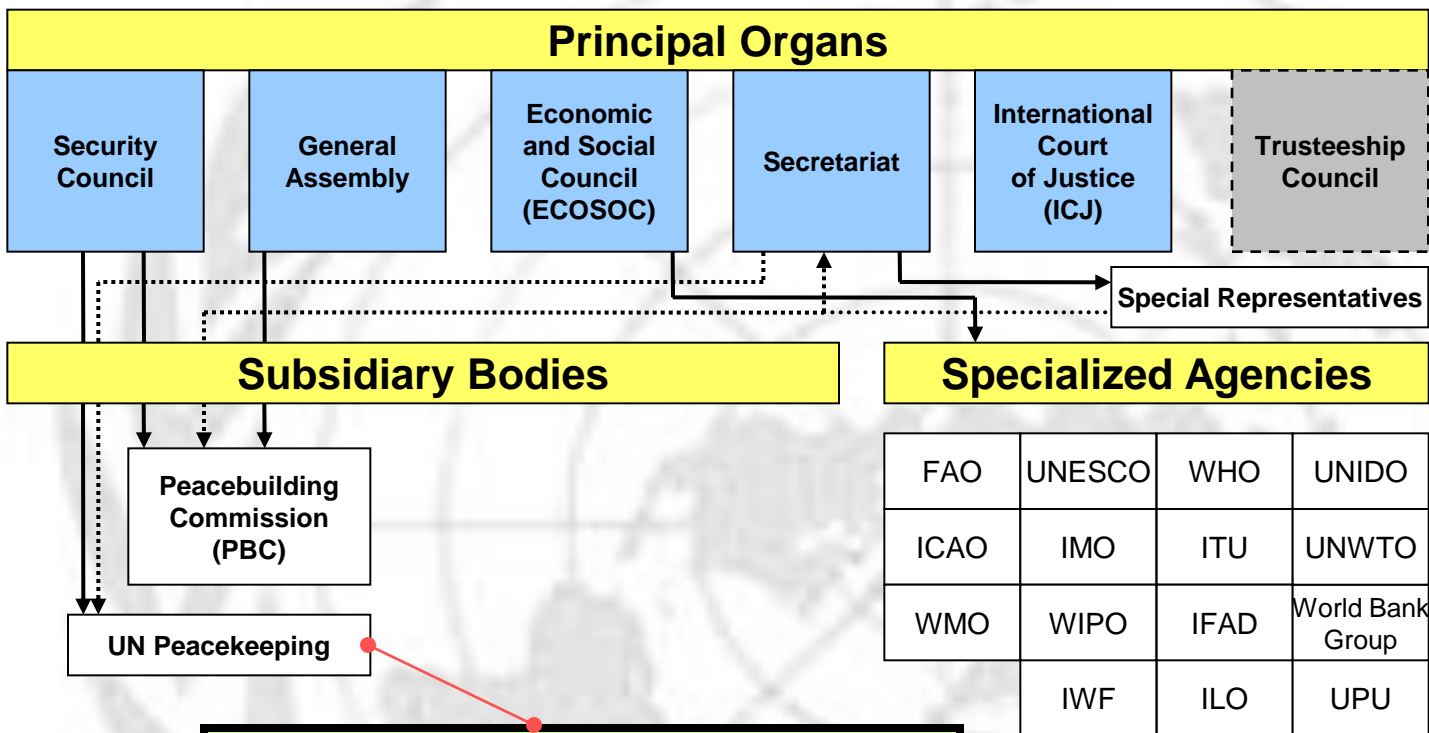 Principal Organs
Security
Council
General
Assembly
Economic
and Social
Council
(ECOSOC)
Secretariat
International
Court
of Justice
(ICJ)
Trusteeship
Council
Special Representatives
Subsidiary Bodies
Specialized Agencies
Peacebuilding
Commission
(PBC)
UN Peacekeeping
FAO UNESCO WHO UNIDO
ICAO IMO ITU UNWTO
WMO WIPO IFAD World Bank
Group
IWF ILO UPU